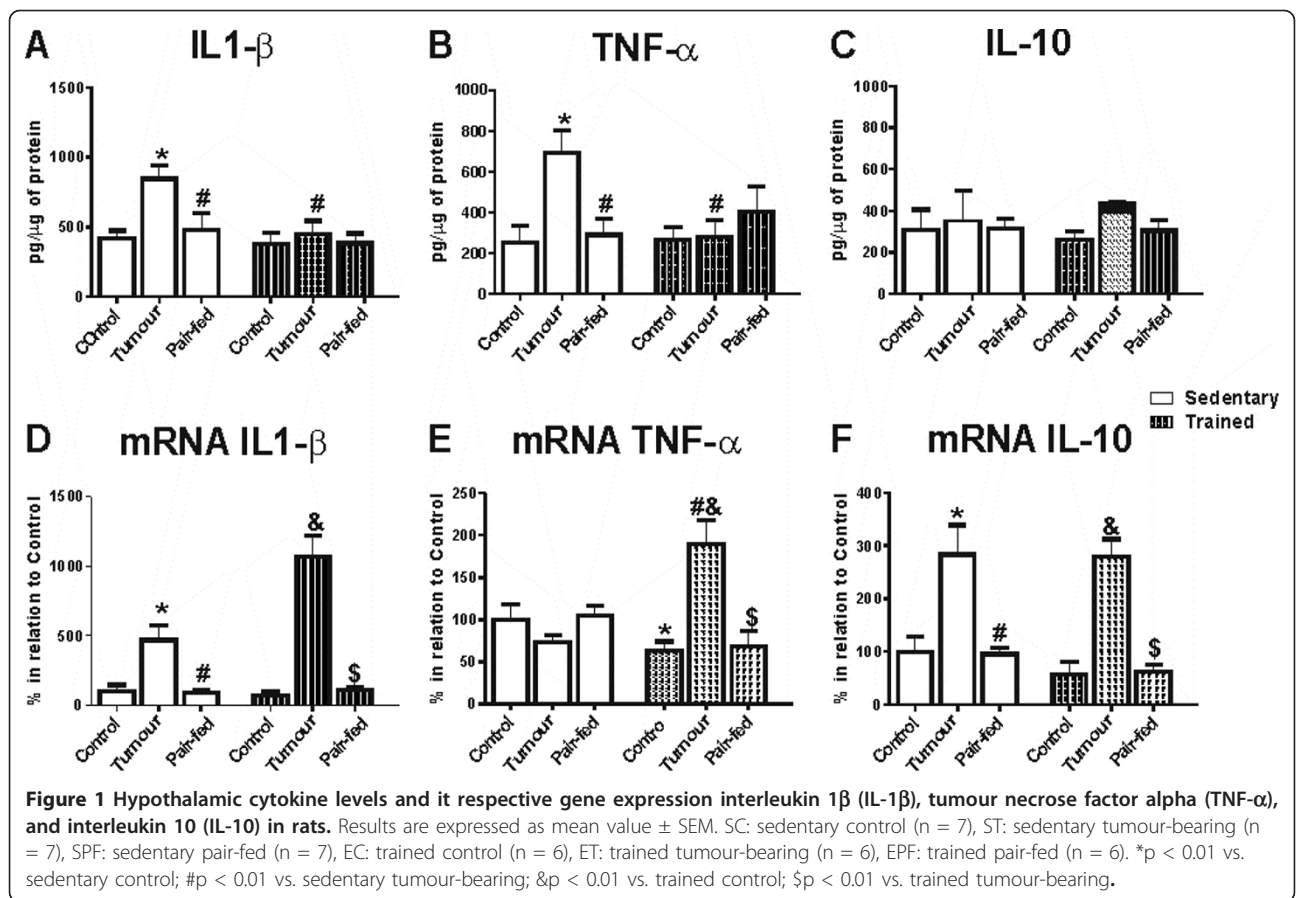 A IL1-β
1500
1000
500
0
pg/µg of protein
*
#
#
COntrol
Tumour
Pair-fed
Control
Tumour
Pair-fed
B TNF-α
1000
800
600
400
200
0
pg/µg of protein
*
#
#
Control
Tumour
Pair-fed
Control
Tumour
Pair-fed
C IL-10
1000
800
600
400
200
0
pg/µg of protein
Control
Tumour
Pair-fed
Control
Tumour
Pair-fed
Sedentary
Trained
D mRNA IL1-β
1500
1000
500
0
% in relation to Control
*
#
&
$
Control
Tumour
Pair-fed
Control
Tumour
Pair-fed
E mRNA TNF-α
250
200
150
100
50
0
% in relation to Control
*
#&
$
Control
Tumour
Pair-fed
Contro
Tumour
Pair-fed
F mRNA IL-10
400
300
200
100
0
% in relation to Control
*
#
&
$
Control
Tumour
Pair-fed
Control
Tumour
Pair-fed
Figure 1 Hypothalamic cytokine levels and it respective gene expression interleukin 1β (IL-1β), tumour necrose factor alpha (TNF-α),
and interleukin 10 (IL-10) in rats. Results are expressed as mean value ± SEM. SC: sedentary control (n = 7), ST: sedentary tumour-bearing (n
= 7), SPF: sedentary pair-fed (n = 7), EC: trained control (n = 6), ET: trained tumour-bearing (n = 6), EPF: trained pair-fed (n = 6). *p < 0.01 vs.
sedentary control; #p < 0.01 vs. sedentary tumour-bearing; &p < 0.01 vs. trained control; $p < 0.01 vs. trained tumour-bearing.